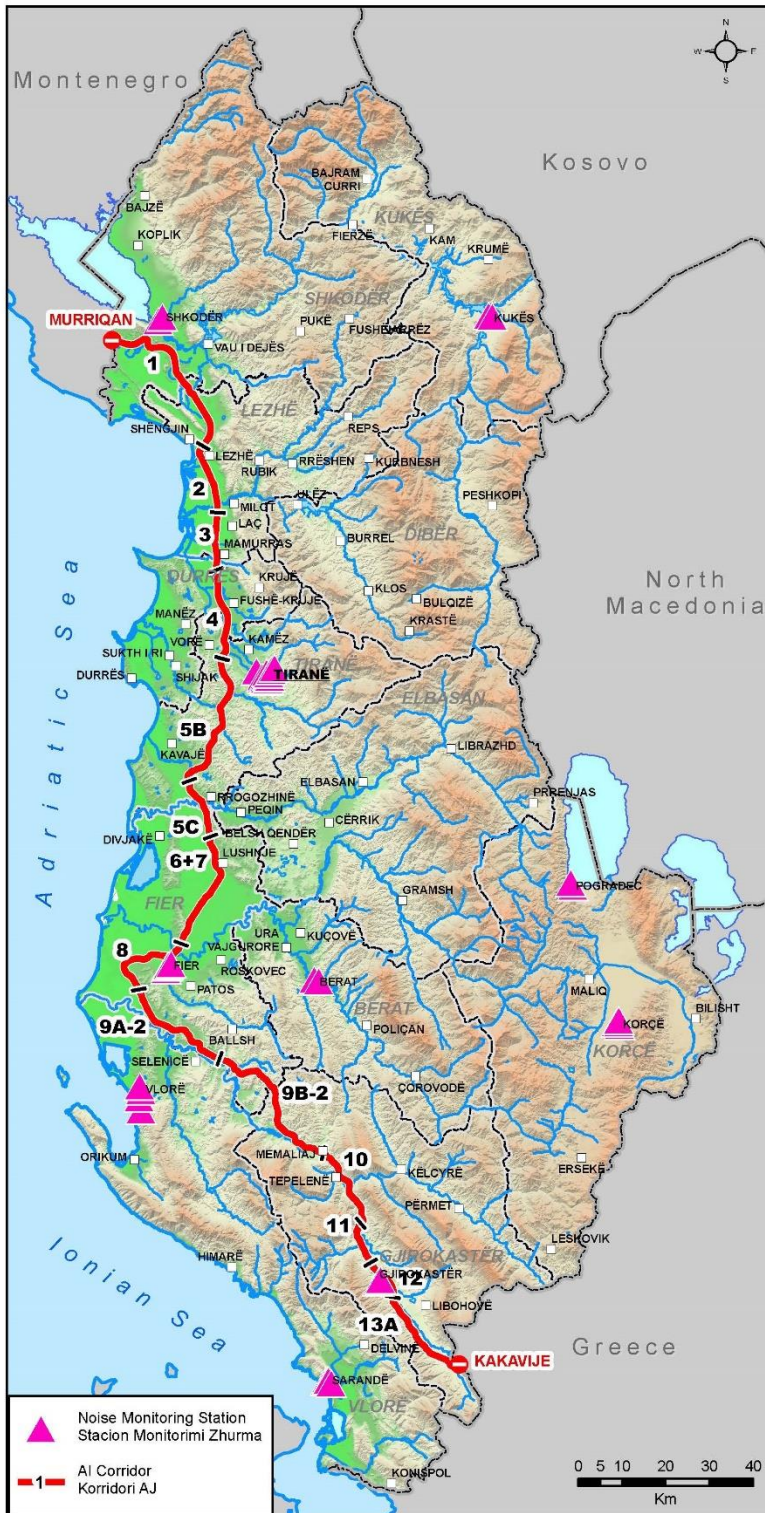 N
W
E
S
Montenegro
Kosovo
BAJRAM
CURRI
BAJZË
KUKËS
KOPLIK
FIERZË
KAM
KRUMË
SHKODËR
SHKODËR
KUKËS
MURRIQAN
PUKË
VAU I DEJËS
1
LEZHË
REPS
SHËNGJIN
LEZHË
RUBIK
RRËSHEN
KURBNESH
2
MILOT
ULËZ
PESHKOPI
LAÇ
3
BURREL
DIBËR
MAMURRAS
DURRËS
KRUJË
North
Macedonia
KLOS
FUSHË-KRUJË
BULQIZË
MANËZ
4
KRASTË
VORË
KAMËZ
SUKTH I RI
TIRANË
SHIJAK
TIRANË
DURRËS
ELBASAN
Adriatic Sea
5B
KAVAJË
LIBRAZHD
ELBASAN
RROGOZHINË
PRRENJAS
PEQIN
5C
CËRRIK
DIVJAKË
BELSH QENDËR
6+7
LUSHNJE
POGRADEC
GRAMSH
FIER
URA
VAJGURORE
KUÇOVË
8
FIER
ROSKOVEC
BERAT
MALIQ
PATOS
BERAT
BILISHT
9A-2
POLIÇAN
KORÇË
BALLSH
KORÇË
SELENICË
9B-2
ÇOROVODË
VLORË
MEMALIAJ
10
ORIKUM
TEPELENË
KËLCYRË
ERSEKË
PËRMET
11
LESKOVIK
Ionian Sea
HIMARË
GJIROKASTËR
GJIROKASTËR
12
LIBOHOVË
13A
DELVINË
Greece
KAKAVIJE
SARANDË
VLORË
KONISPOL
Noise Monitoring Station
Stacion Monitorimi Zhurma
1
AI Corridor
Korridori AJ
0 10 20 30 40
Km